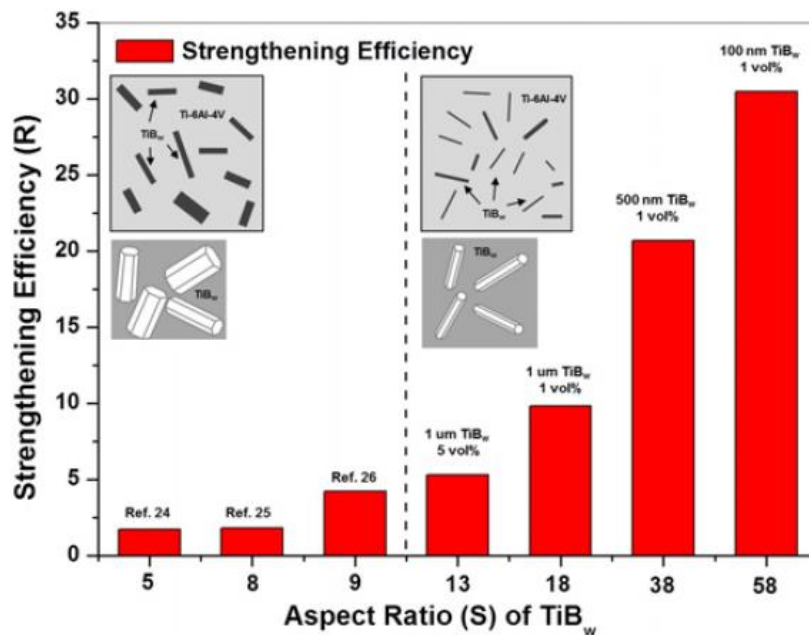 35
30
25
20
15
10
5
0
Strengthening Efficiency (R)
Strengthening Efficiency
Ti-6Al-4V
TiBw
TiBw
Ti-6Al-4V
TiBw
TiBw
Ref. 24
Ref. 25
Ref. 26
1 um TiBw
5 vol%
1 um TiBw
1 vol%
500 nm TiBw
1 vol%
100 nm TiBw
1 vol%
5
8
9
13
18
38
58
Aspect Ratio (S) of TiBw